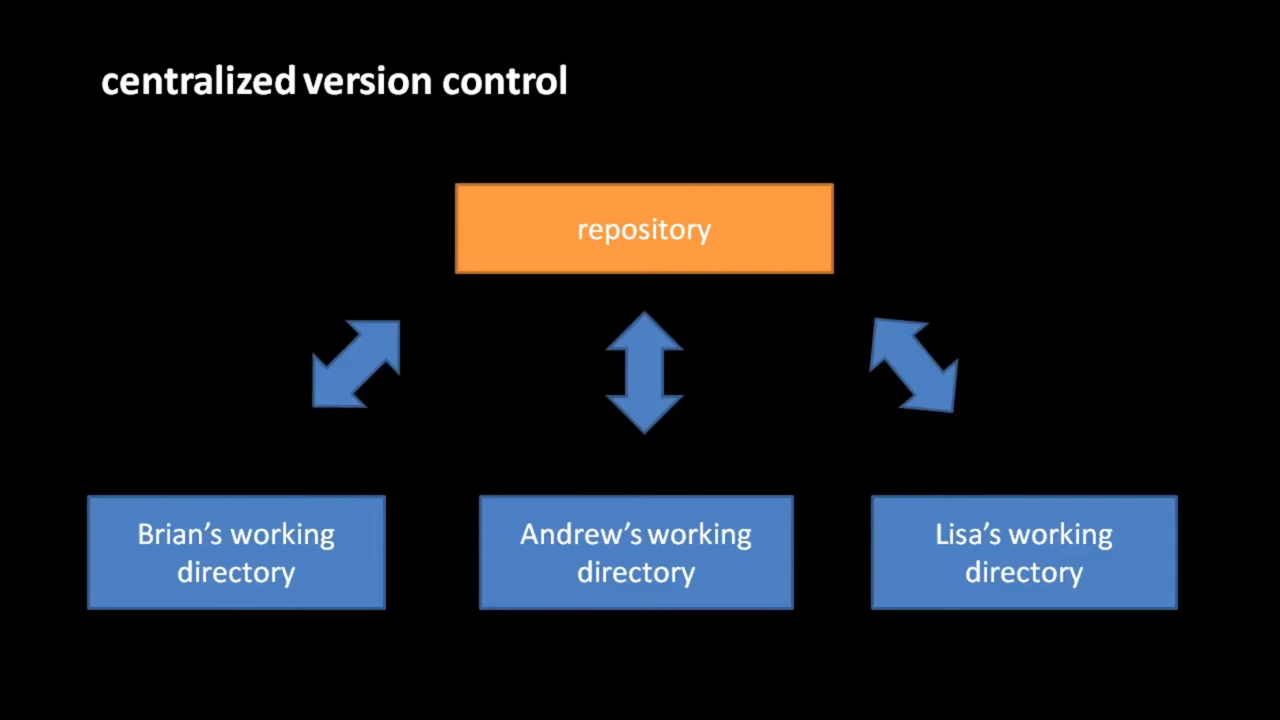 centralized version control
repository
Brian’s working
directory
Andrew’s working
directory
Lisa’s working
directory